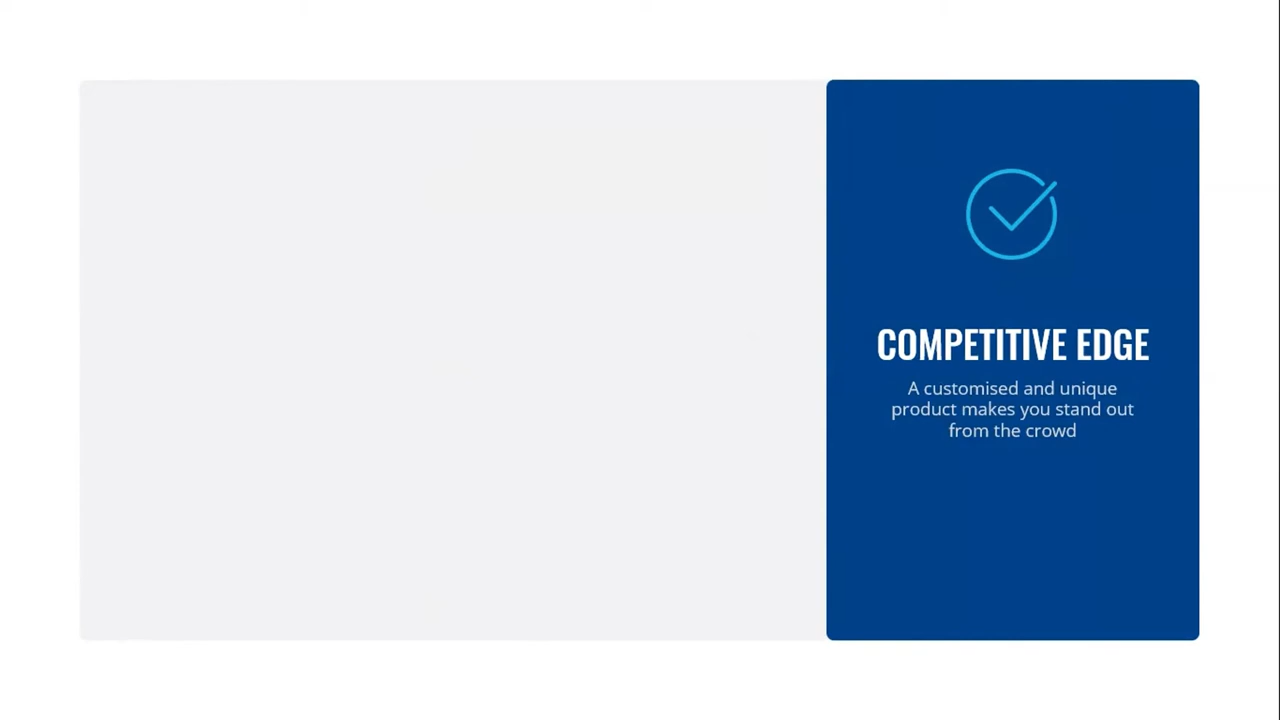 COMPETITIVE EDGE
A customised and unique
product makes you stand out
from the crowd